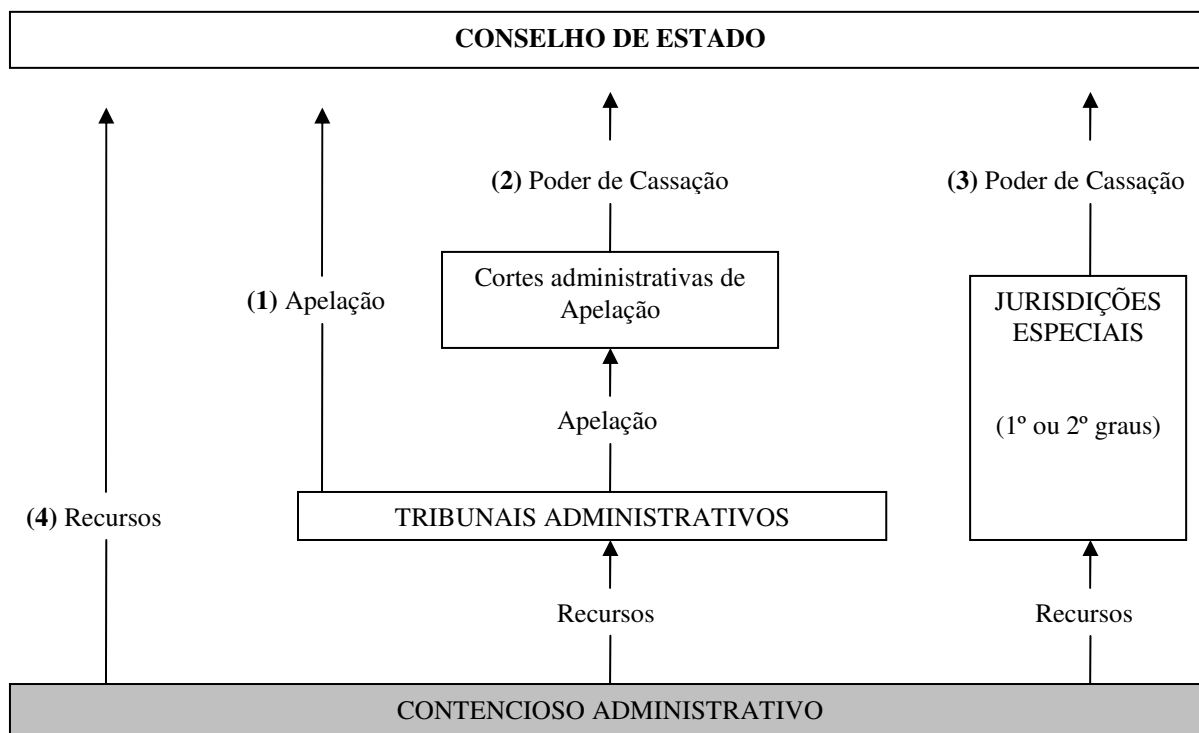 CONSELHO DE ESTADO
(2) Poder de Cassação
(3) Poder de Cassação
Cortes administrativas de
Apelação
(1) Apelação
JURISDIÇÕES
ESPECIAIS
(1º ou 2º graus)
Apelação
(4) Recursos
TRIBUNAIS ADMINISTRATIVOS
Recursos
Recursos
CONTENCIOSO ADMINISTRATIVO